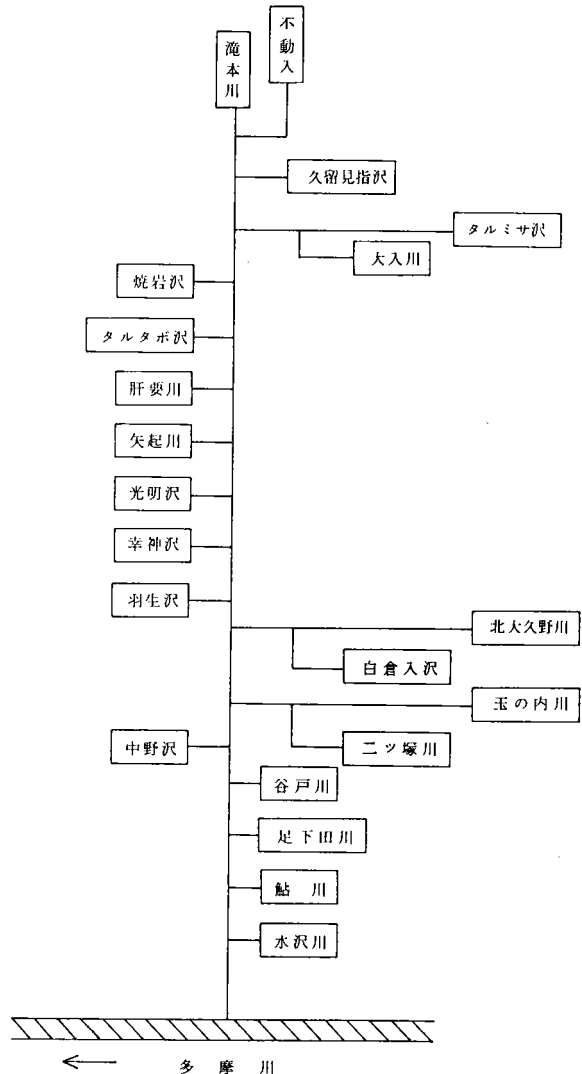 不動入
滝本川
久留見指沢
タルミサ沢
大入川
焼岩沢
タルタボ沢
肝要川
矢起川
光明沢
幸神沢
羽生沢
北大久野川
白倉入沢
玉の内川
中野沢
二ツ塚川
谷戸川
足下田川
鮎川
水沢川
多摩川